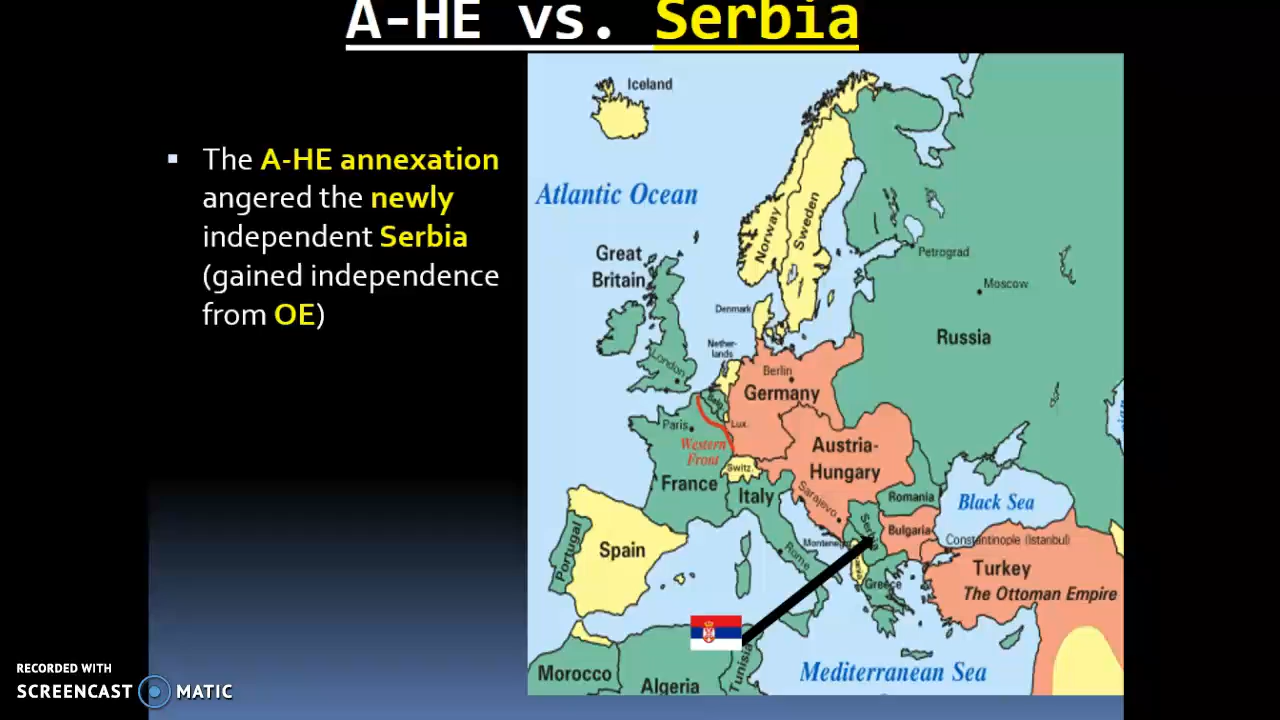 A-HE vs. Serbia
▪ The A-HE annexation
angered the newly
independent Serbia
(gained independence
from OE)
Iceland
Atlantic Ocean
Norway
Sweden
Great
Britain
Petrograd
Moscow
Denmark
Russia
Nether-
lands
London
Berlin
Germany
Belg.
Paris
Lux.
Western
Front
Austria-
Hungary
Switz.
France
Italy
Sarajevo
Romania
Black Sea
Serbia
Bulgaria
Constantinople (Istanbul)
Portugal
Spain
Montenegro
Rome
Turkey
Greece
The Ottoman Empire
Morocco
Algeria
Tunisia
Mediterranean Sea
RECORDED WITH
SCREENCAST MATIC